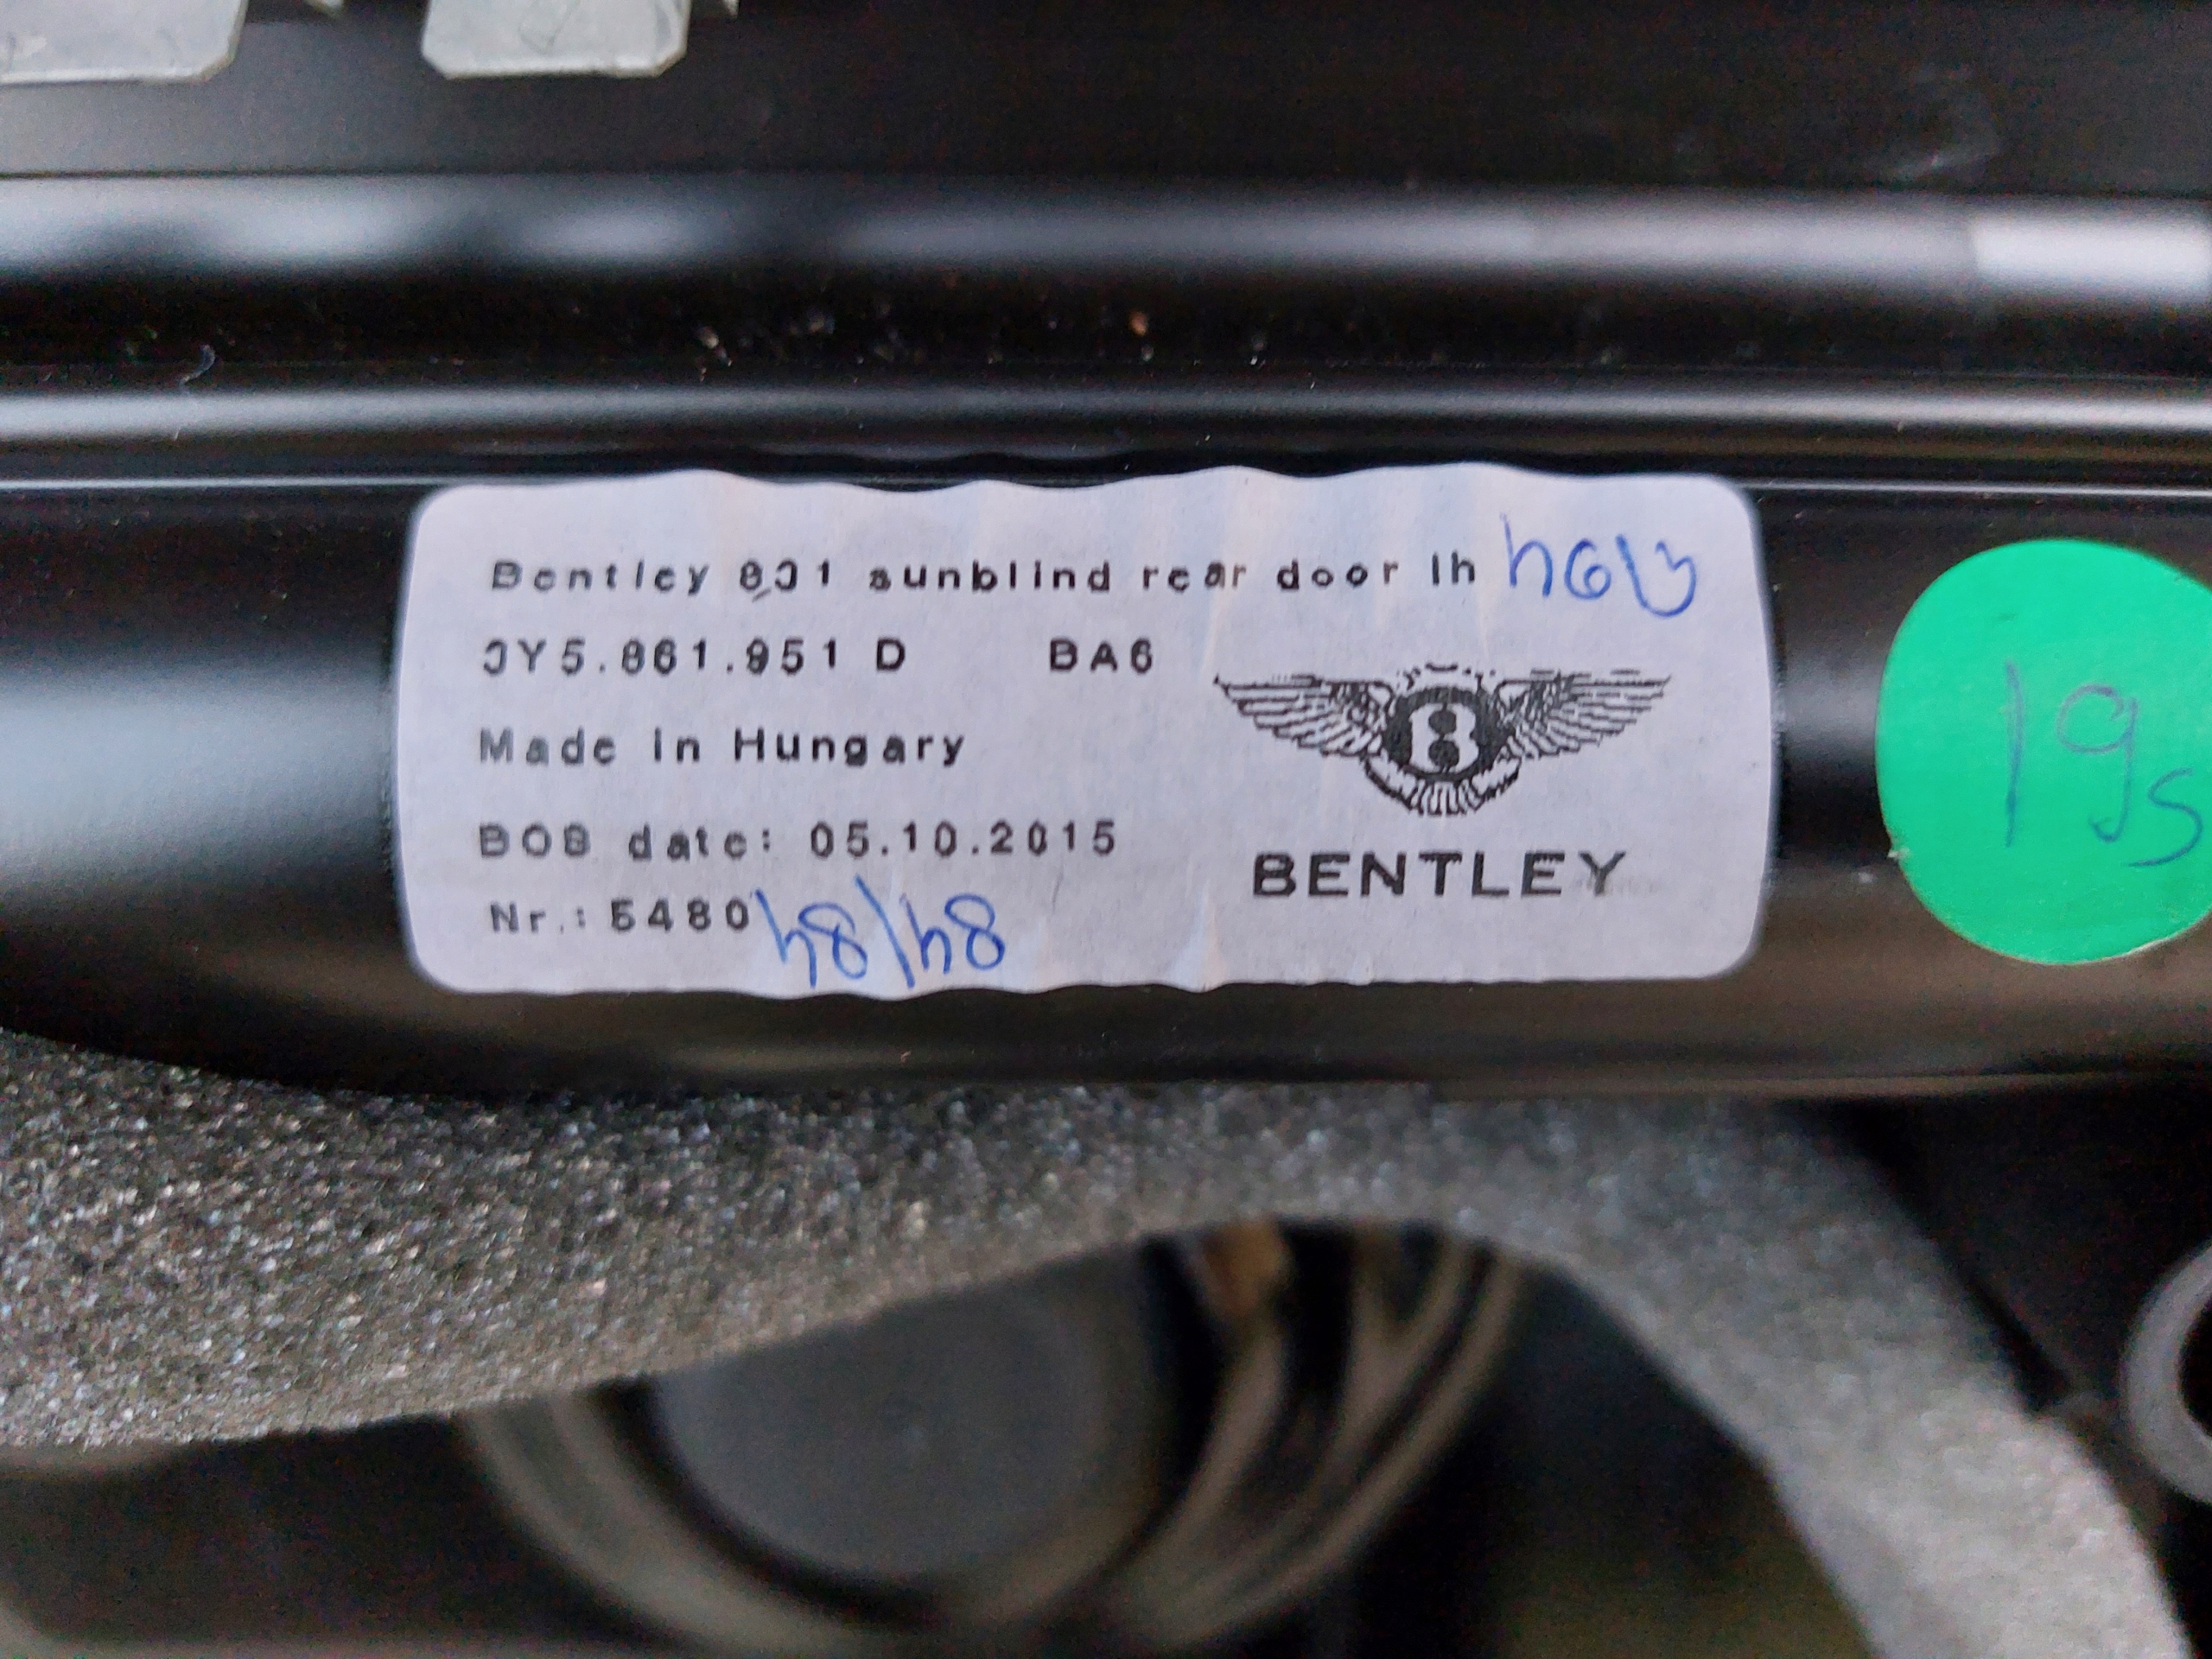 Bentley 801 sunblind rear door lh
3Y5.861.951 D BA6
Made in Hungary
BOB date: 05.10.2015
Nr.: 5480
B
BENTLEY